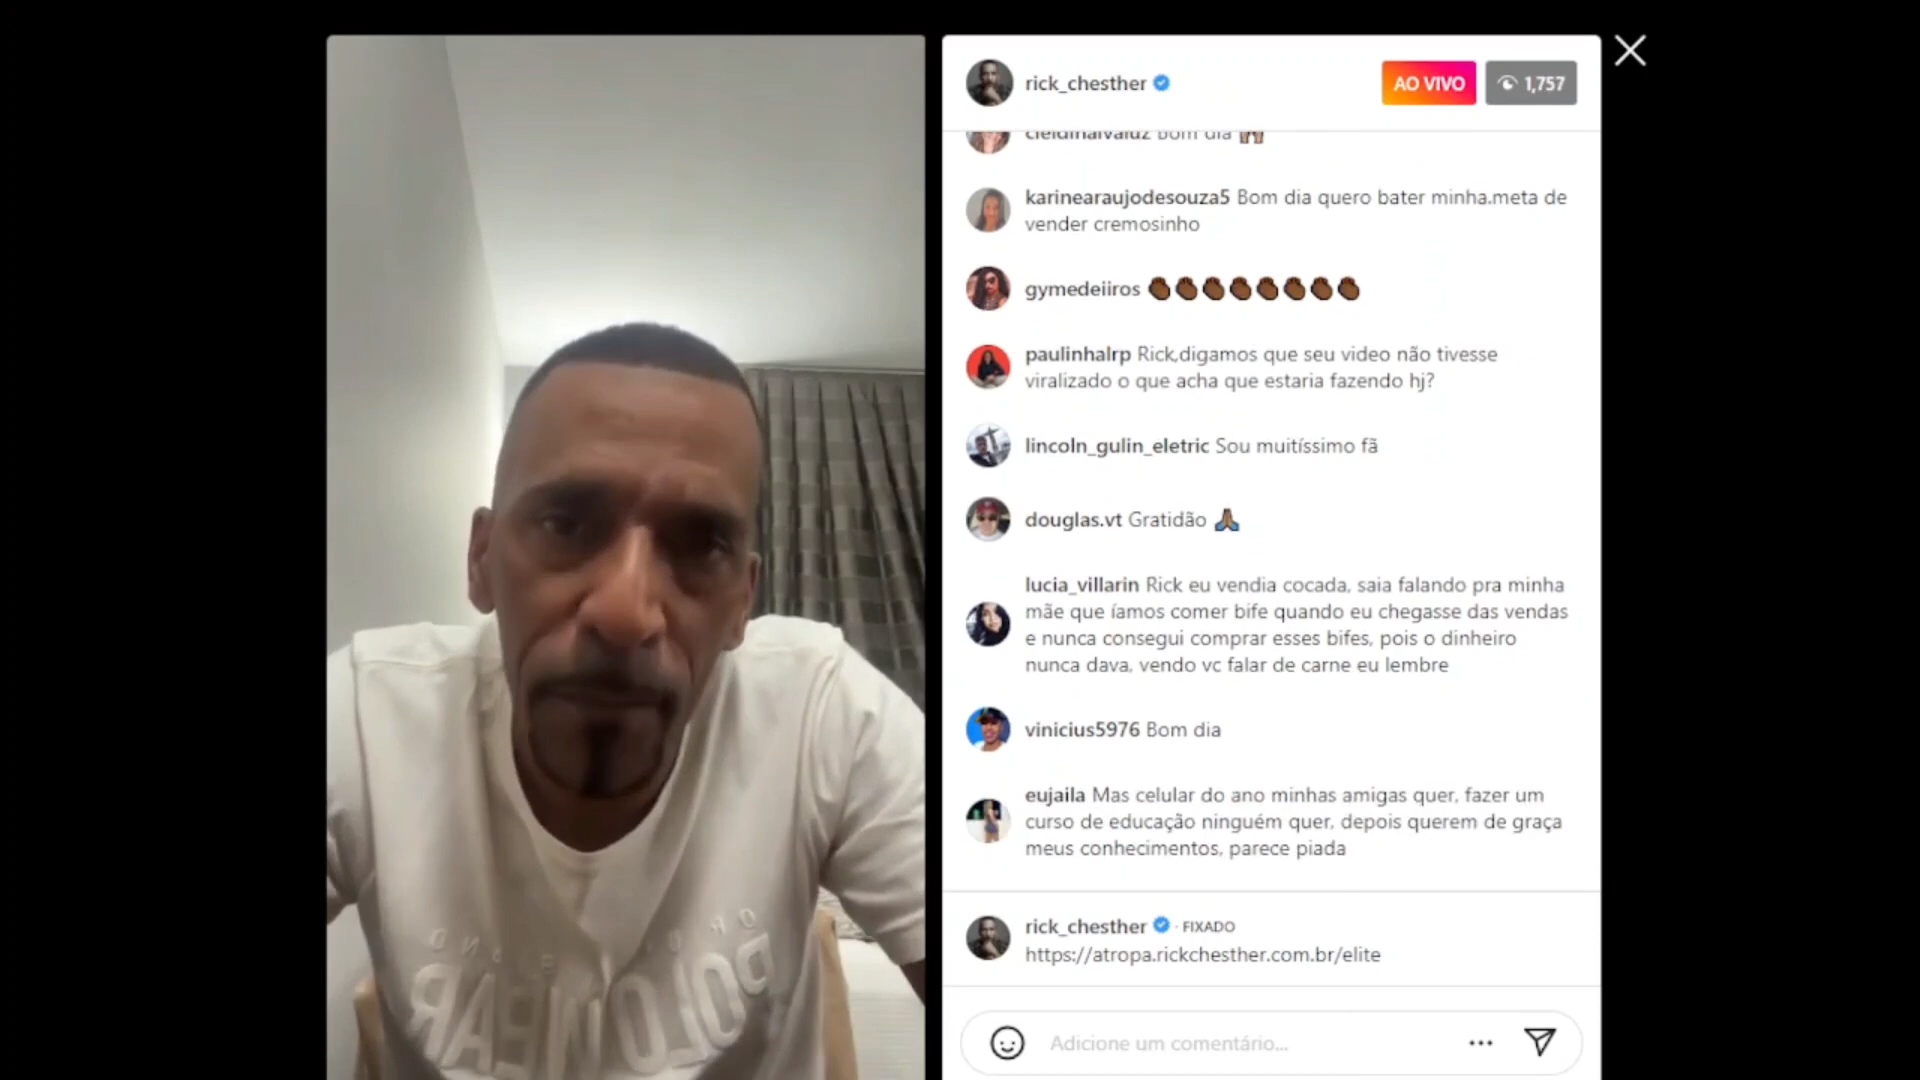 rick_chesther
AO VIVO
1,757
cleidinalvaluz Bom dia
karinearaujodesouza5 Bom dia quero bater minha.meta de
vender cremosinho
gymedeiiros
paulinhalrp Rick,digamos que seu video não tivesse
viralizado o que acha que estaria fazendo hj?
lincoln_gulin_eletric Sou muitíssimo fã
douglas.vt Gratidão
lucia_villarin Rick eu vendia cocada, saia falando pra minha
mãe que íamos comer bife quando eu chegasse das vendas
e nunca consegui comprar esses bifes, pois o dinheiro
nunca dava, vendo vc falar de carne eu lembre
vinicius5976 Bom dia
eujaila Mas celular do ano minhas amigas quer, fazer um
curso de educação ninguém quer, depois querem de graça
meus conhecimentos, parece piada
rick_chesther · FIXADO
https://atropa.rickchesther.com.br/elite
Adicione um comentário...
POLO WEAR